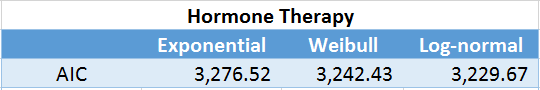 Hormone Therapy
Exponential Weibull Log-normal
AIC 3,276.52 3,242.43 3,229.67